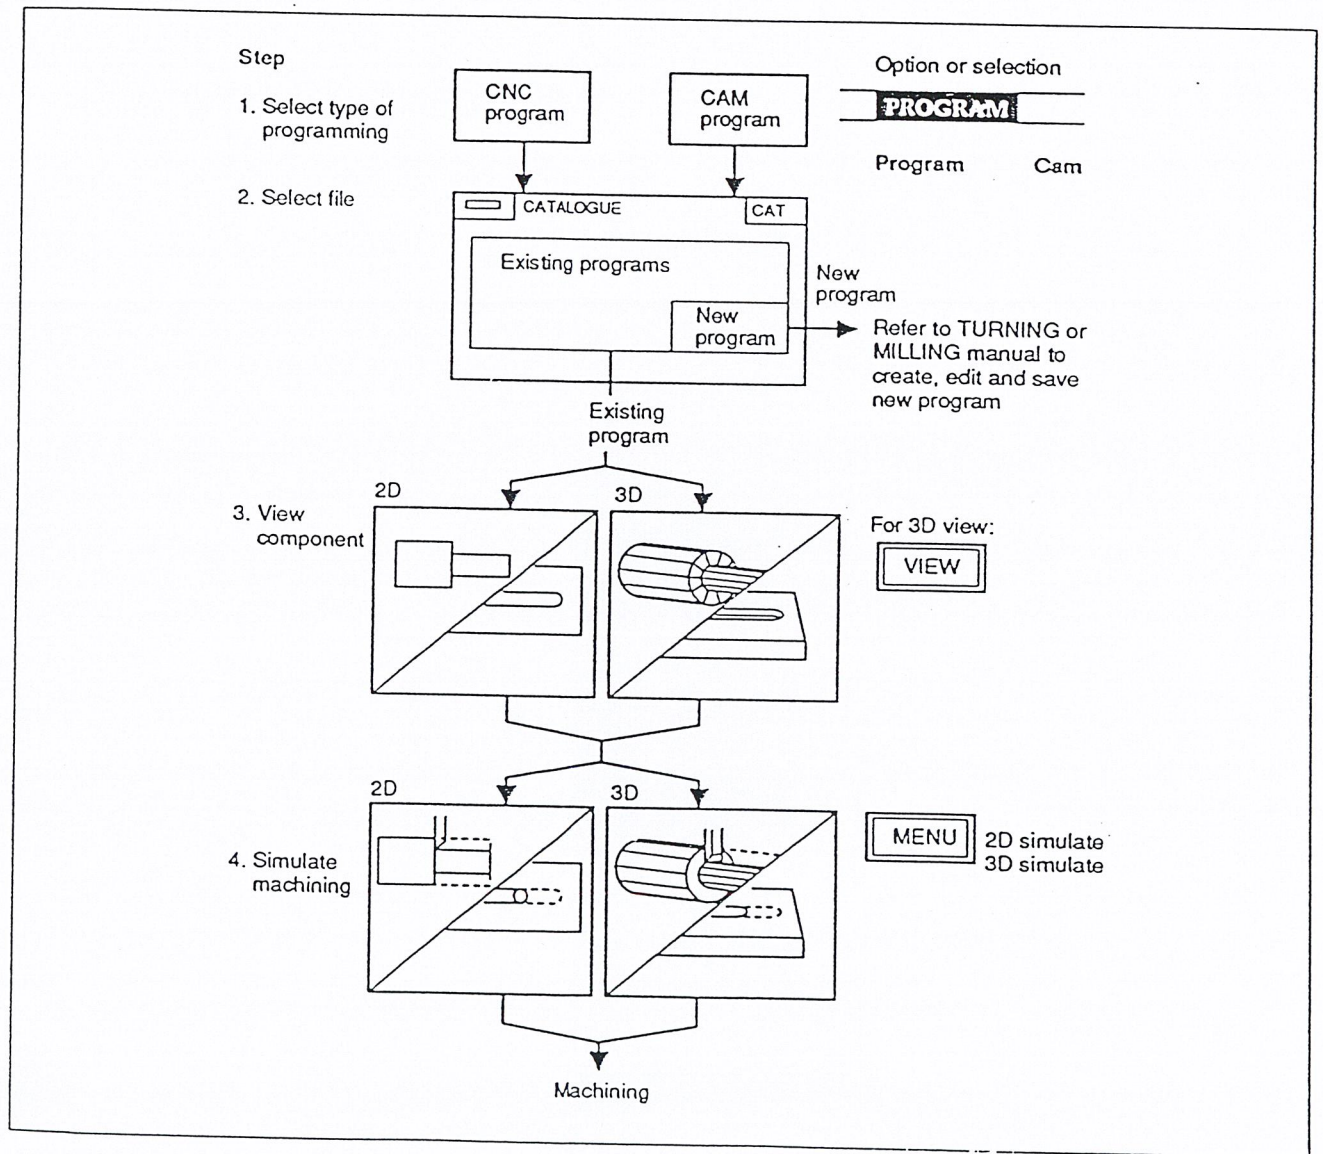 Step
Option or selection
1. Select type of
programming
CNC
program
CAM
program
PROGRAM
Program Cam
2. Select file
CATALOGUE
CAT
Existing programs
New
program
New
program
Refer to TURNING or
MILLING manual to
create, edit and save
new program
Existing
program
2D
3D
3. View
component
For 3D view:
VIEW
2D
3D
4. Simulate
machining
MENU
2D simulate
3D simulate
Machining